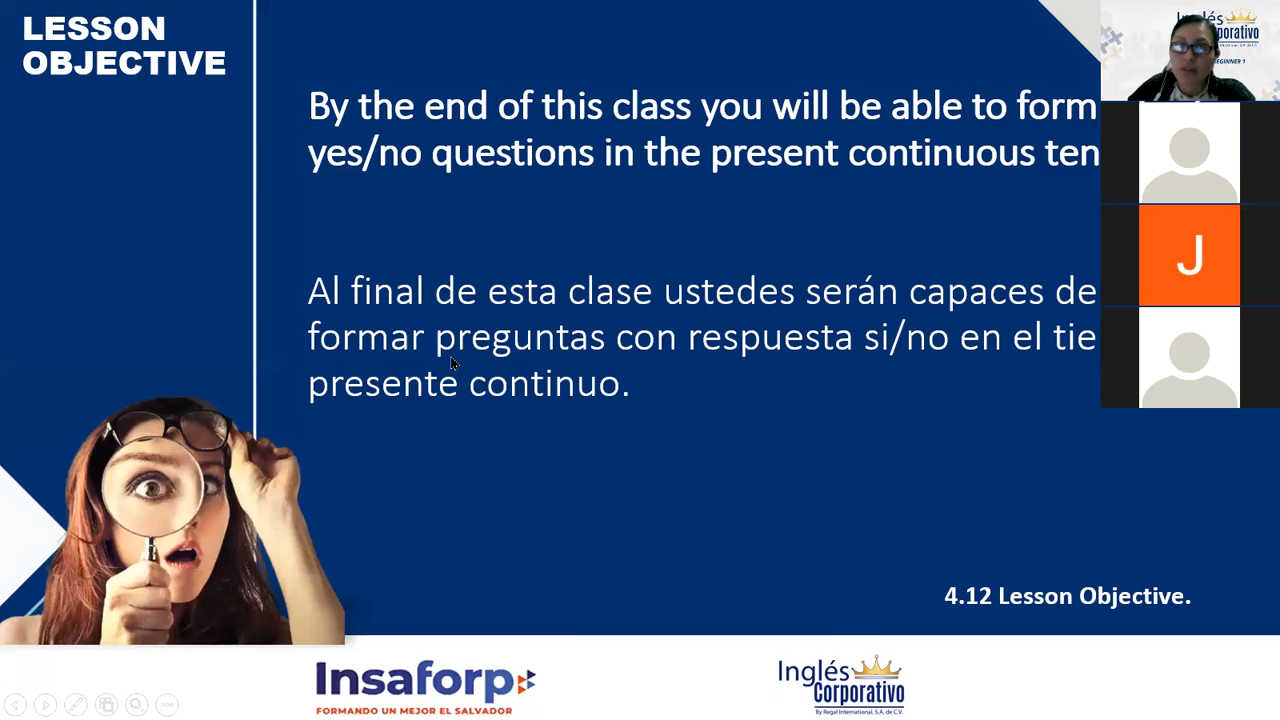 LESSON
OBJECTIVE
By the end of this class you will be able to form
yes/no questions in the present continuous ten
Al final de esta clase ustedes serán capaces de
formar preguntas con respuesta si/no en el tie
presente continuo.
4.12 Lesson Objective.
Insaforp
FORMANDO UN MEJOR EL SALVADOR
Inglés
Corporativo
By Regal International, S.A. de C.V.
J